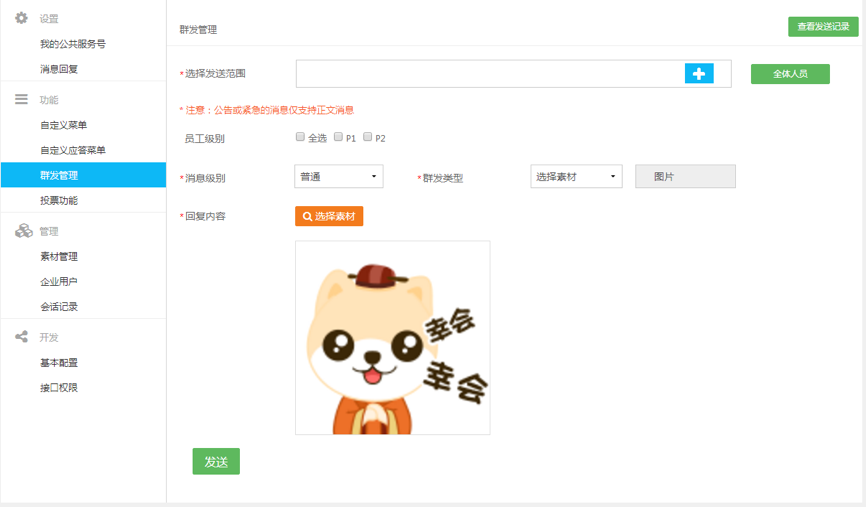 设置
我的公共服务号
消息回复
功能
自定义菜单
自定义应答菜单
群发管理
投票功能
管理
素材管理
企业用户
会话记录
开发
基本配置
接口权限
群发管理
查看发送记录
*选择发送范围
全体人员
*注意：公告或紧急的消息仅支持正文消息
员工级别 全选 P1 P2
*消息级别 普通 *群发类型 选择素材 图片
*回复内容 选择素材
幸会
幸会
发送